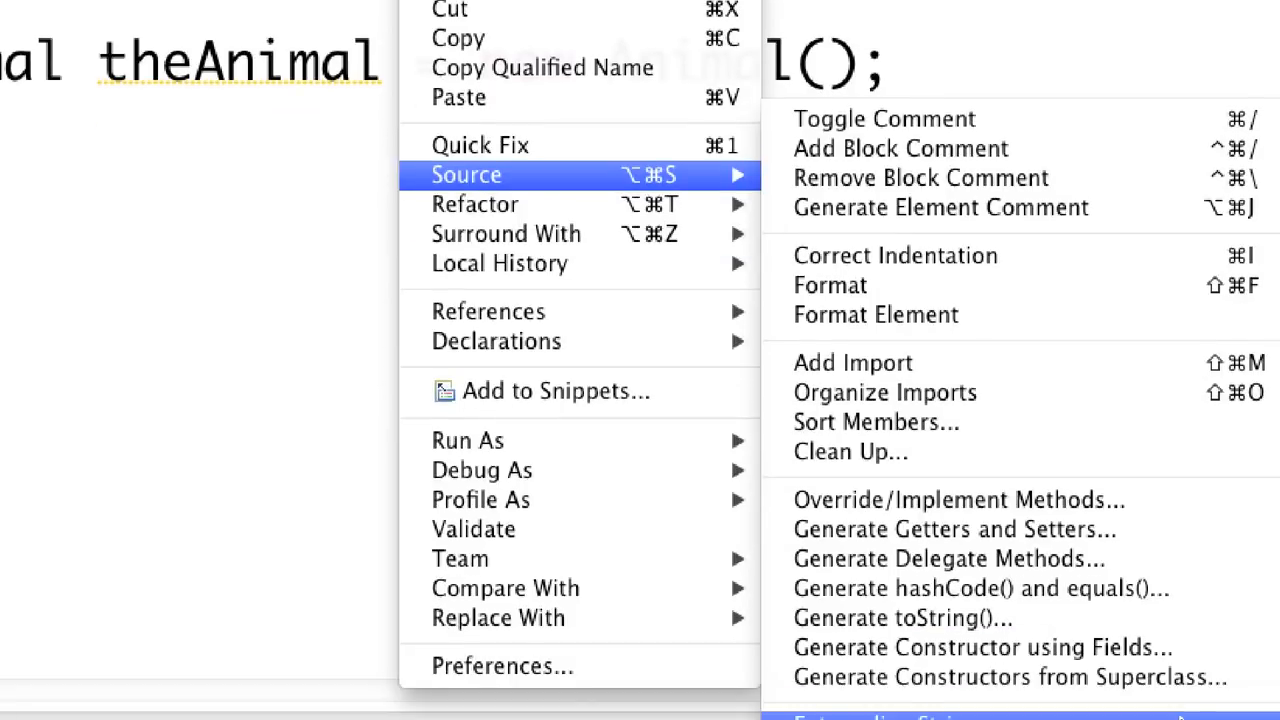 Cut ⌘X
Copy ⌘C
Copy Qualified Name
Paste ⌘V
Quick Fix ⌘1
Source ⌥⌘S
Refactor ⌥⌘T
Surround With ⌥⌘Z
Local History
References
Declarations
Add to Snippets...
Run As
Debug As
Profile As
Validate
Team
Compare With
Replace With
Preferences...
al theAnimal = new Animal();
Toggle Comment ⌘/
Add Block Comment ^⌘/
Remove Block Comment ^⌘\
Generate Element Comment ⌥⌘J
Correct Indentation ⌘I
Format ⇧⌘F
Format Element
Add Import ⇧⌘M
Organize Imports ⇧⌘O
Sort Members...
Clean Up...
Override/Implement Methods...
Generate Getters and Setters...
Generate Delegate Methods...
Generate hashCode() and equals()...
Generate toString()...
Generate Constructor using Fields...
Generate Constructors from Superclass...